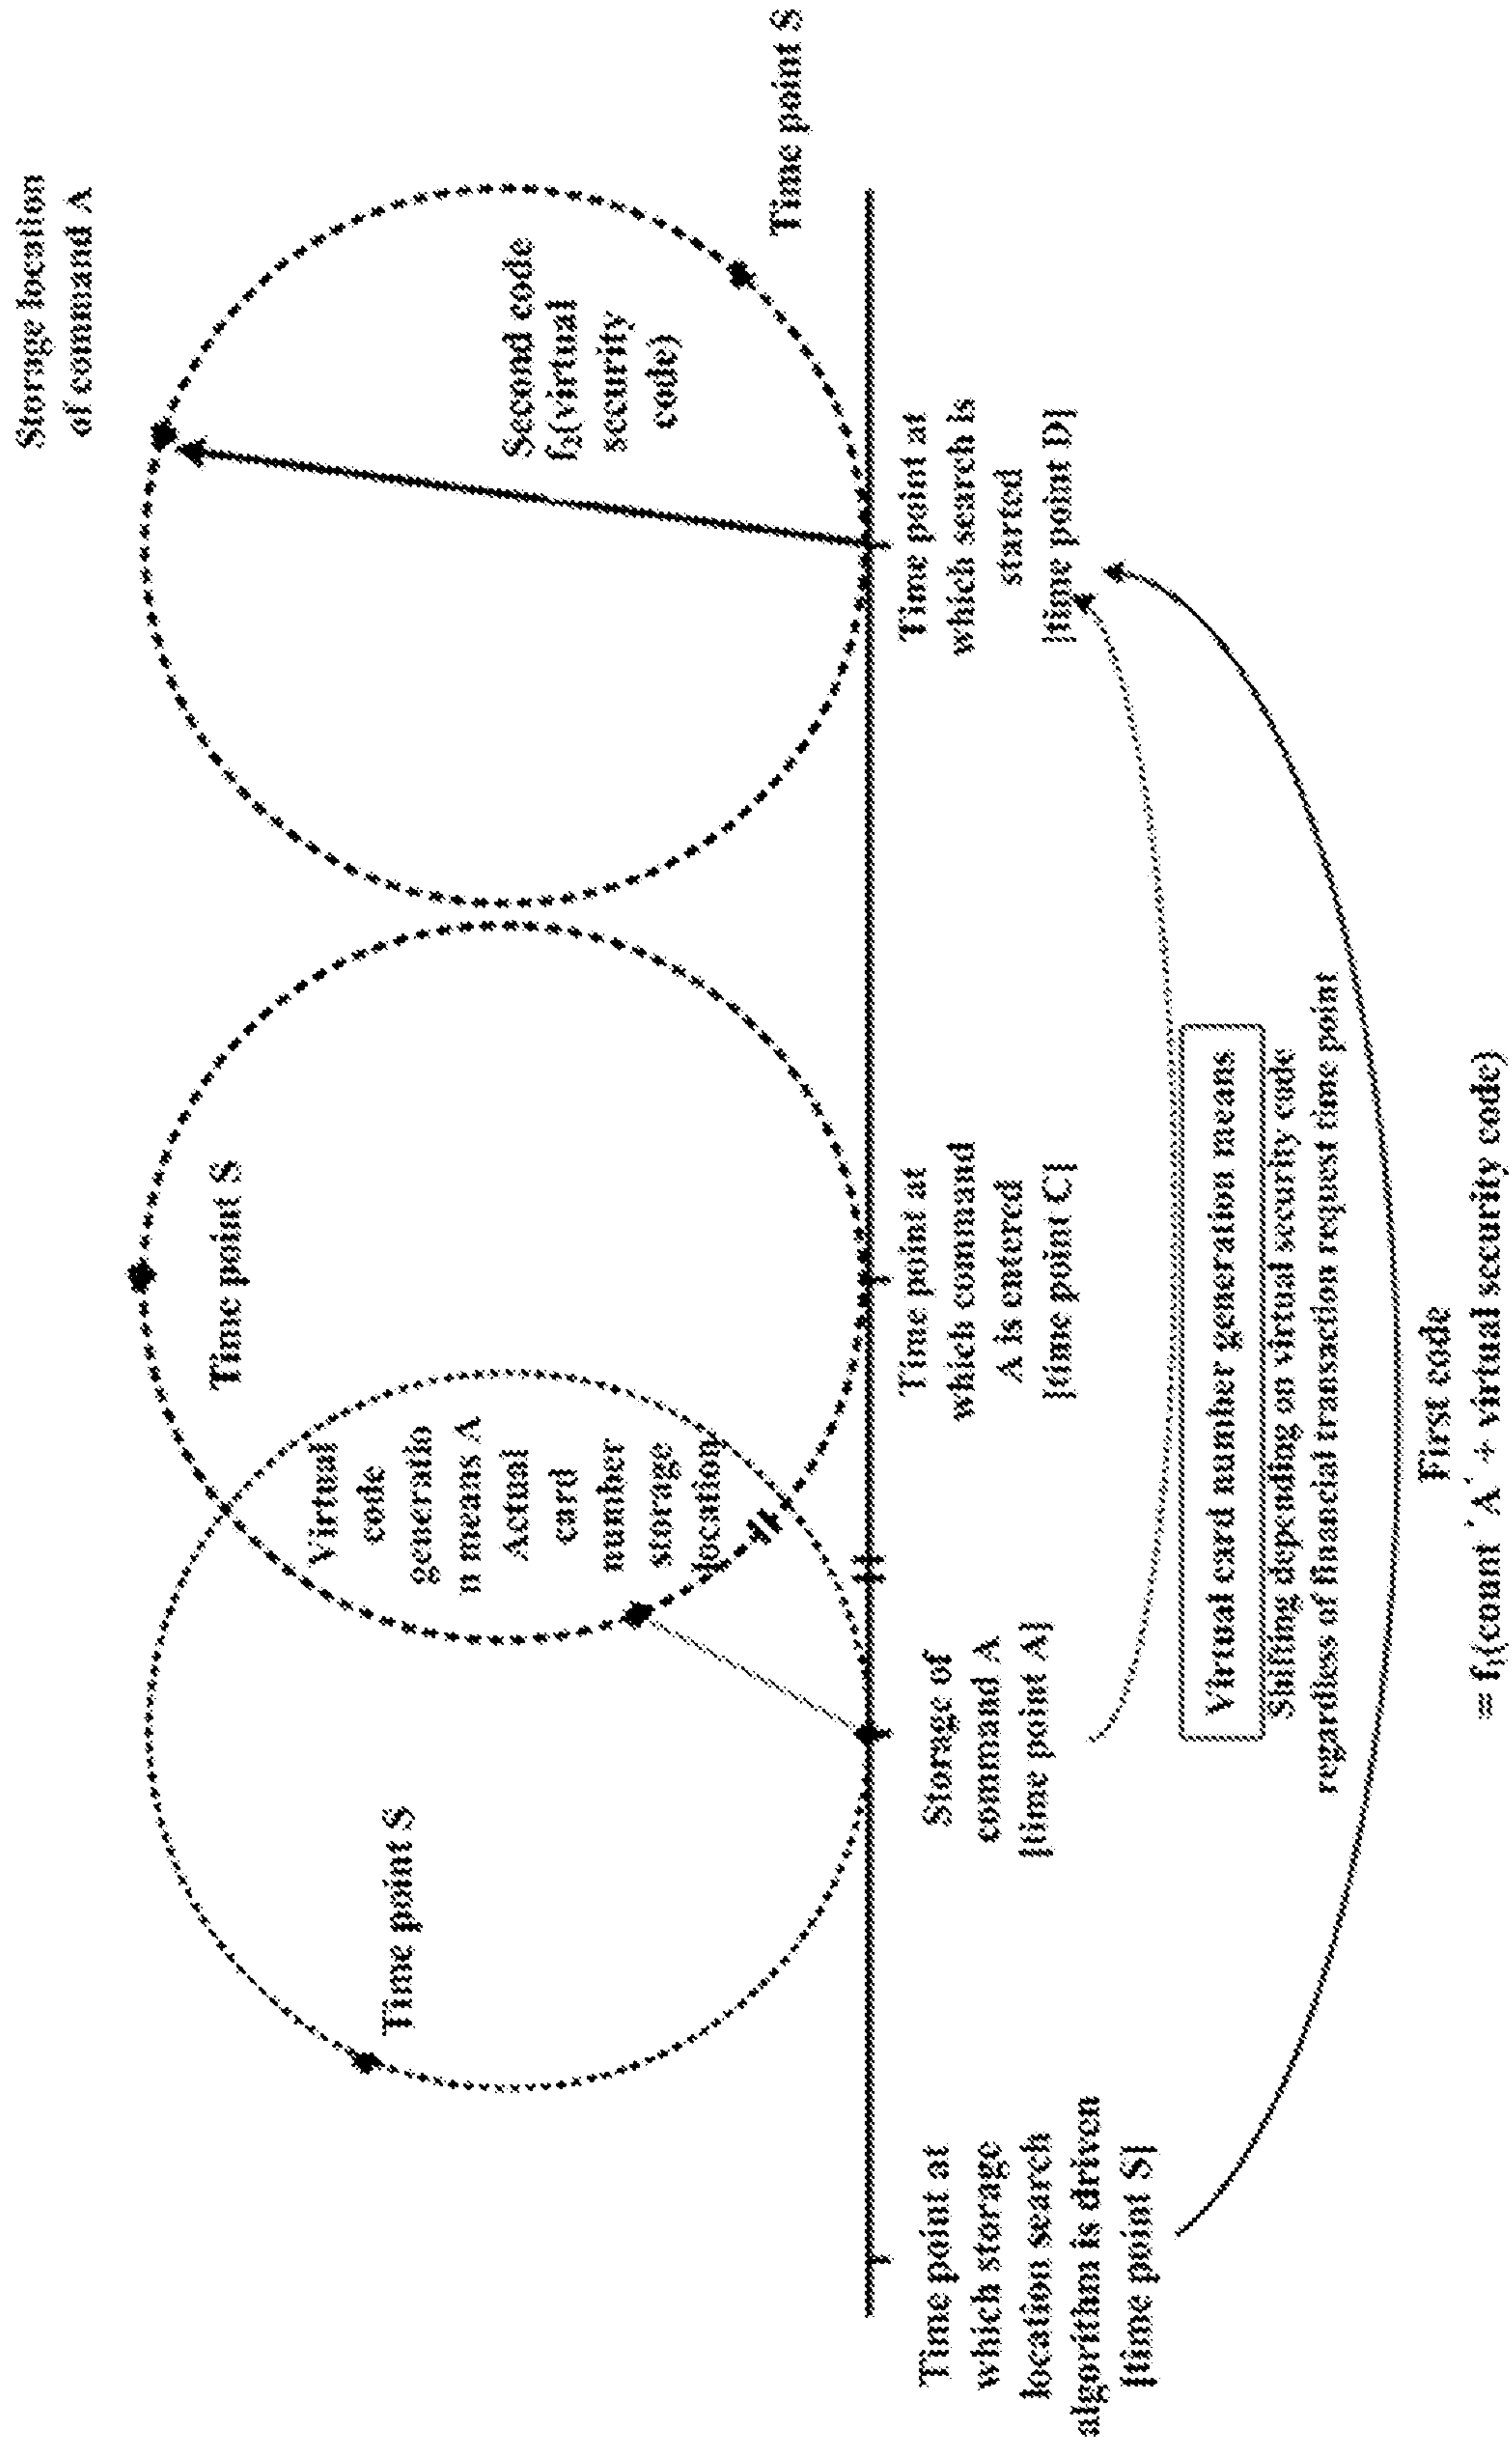 Storage location
of command A
Time point S
Time point S
Virtual
code
generatio
n means A
Actual
card
number
storage
location
Second code
f₂(virtual
security
code)
Time point S
Time point at
which storage
location search
algorithm is driven
[time point S]
Storage of
command A
[time point A]
Time point at
which command
A is entered
[time point C]
Time point at
which search is
started
[time point D]
Virtual card number generation means
Shifting depending on virtual security code
regardless of financial transaction request time point
First code
= f₁(count ´A´ + virtual security code)